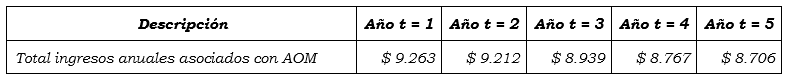 Descripción Año t = 1 Año t = 2 Año t = 3 Año t = 4 Año t = 5
Total ingresos anuales asociados con AOM $ 9.263 $ 9.212 $ 8.939 $ 8.767 $ 8.706